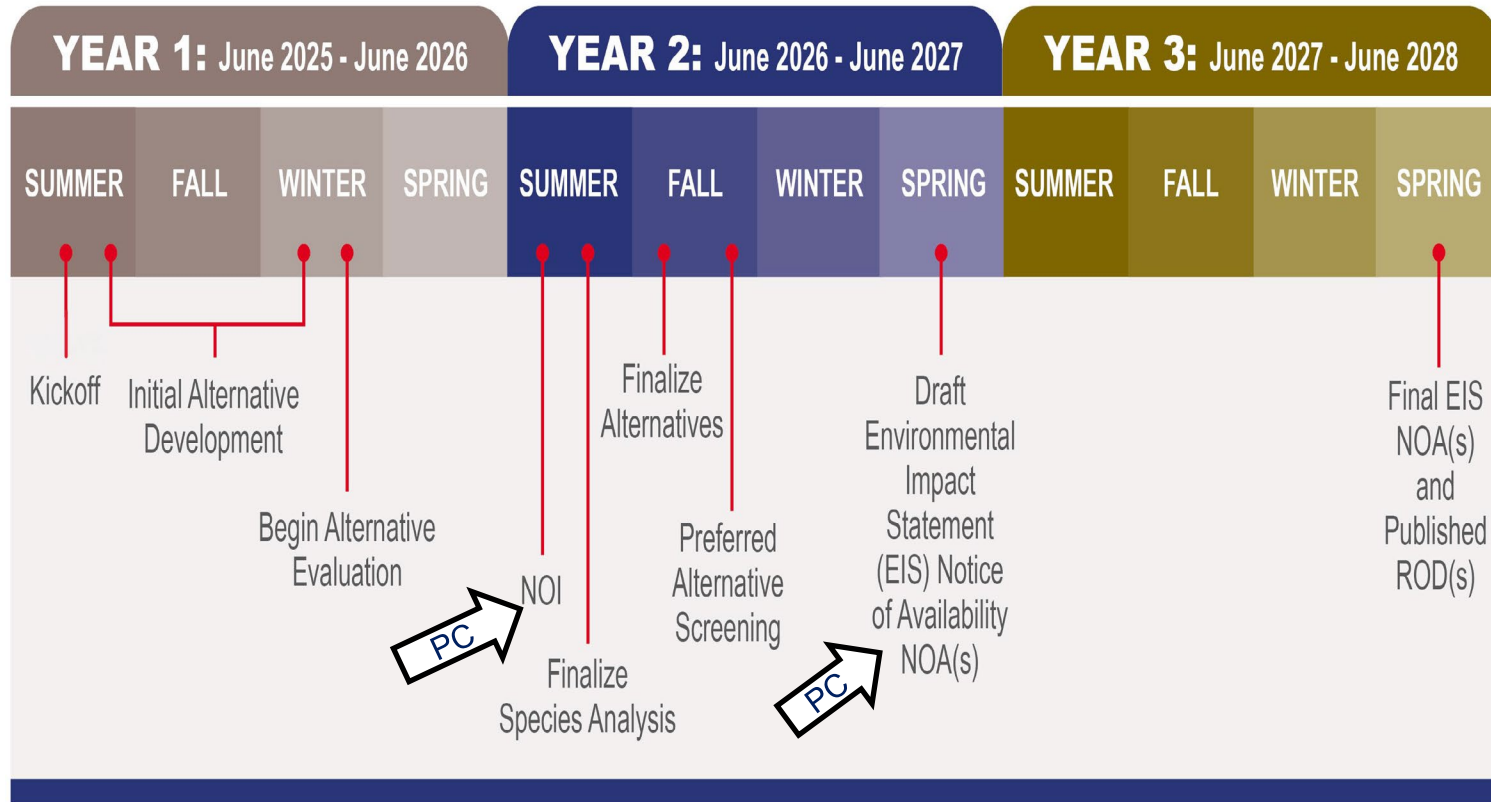 YEAR 1: June 2025 - June 2026
YEAR 2: June 2026 - June 2027
YEAR 3: June 2027 - June 2028
SUMMER
FALL
WINTER
SPRING
SUMMER
FALL
WINTER
SPRING
SUMMER
FALL
WINTER
SPRING
Kickoff
Initial Alternative
Development
Begin Alternative
Evaluation
NOI
PC
Finalize
Species Analysis
Finalize
Alternatives
Preferred
Alternative
Screening
Draft
Environmental
Impact
Statement
(EIS) Notice
of Availability
NOA(s)
PC
Final EIS
NOA(s)
and
Published
ROD(s)